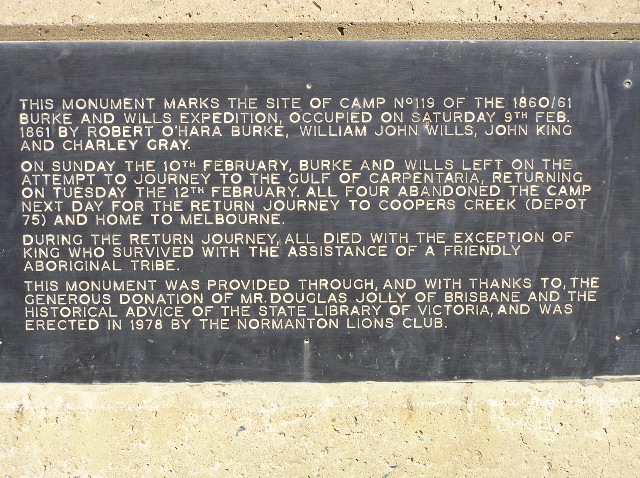 THIS MONUMENT MARKS THE SITE OF CAMP Nº119 OF THE 1860/61
BURKE AND WILLS EXPEDITION, OCCUPIED ON SATURDAY 9TH FEB.
1861 BY ROBERT O'HARA BURKE, WILLIAM JOHN WILLS, JOHN KING
AND CHARLEY GRAY.
ON SUNDAY THE 10TH FEBRUARY, BURKE AND WILLS LEFT ON THE
ATTEMPT TO JOURNEY TO THE GULF OF CARPENTARIA, RETURNING
ON TUESDAY THE 12TH FEBRUARY. ALL FOUR ABANDONED THE CAMP
NEXT DAY FOR THE RETURN JOURNEY TO COOPERS CREEK (DEPOT
75) AND HOME TO MELBOURNE.
DURING THE RETURN JOURNEY, ALL DIED WITH THE EXCEPTION OF
KING WHO SURVIVED WITH THE ASSISTANCE OF A FRIENDLY
ABORIGINAL TRIBE.
THIS MONUMENT WAS PROVIDED THROUGH, AND WITH THANKS TO, THE
GENEROUS DONATION OF MR. DOUGLAS JOLLY OF BRISBANE AND THE
HISTORICAL ADVICE OF THE STATE LIBRARY OF VICTORIA, AND WAS
ERECTED IN 1978 BY THE NORMANTON LIONS CLUB.